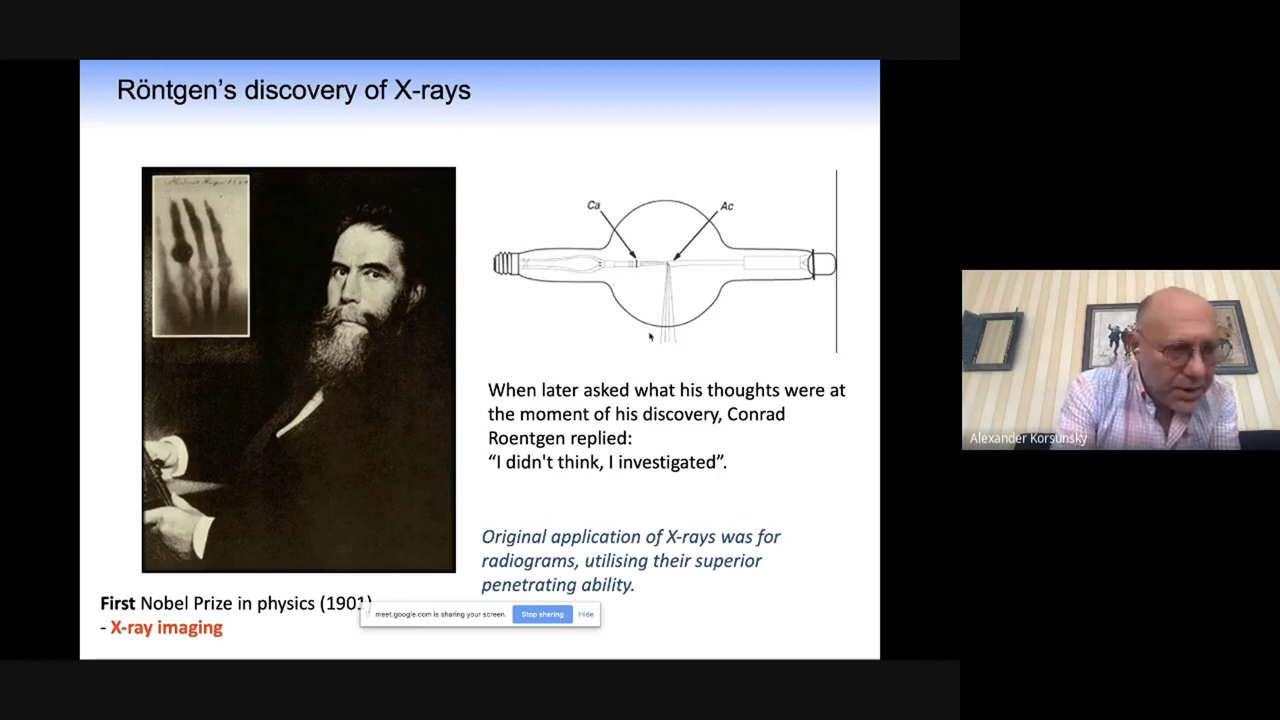 Röntgen’s discovery of X-rays
Ca
Ac
When later asked what his thoughts were at
the moment of his discovery, Conrad
Roentgen replied:
“I didn't think, I investigated”.
Original application of X-rays was for
radiograms, utilising their superior
penetrating ability.
First Nobel Prize in physics (1901)
- X-ray imaging
meet.google.com is sharing your screen.
Stop sharing
Hide
Alexander Korsunsky